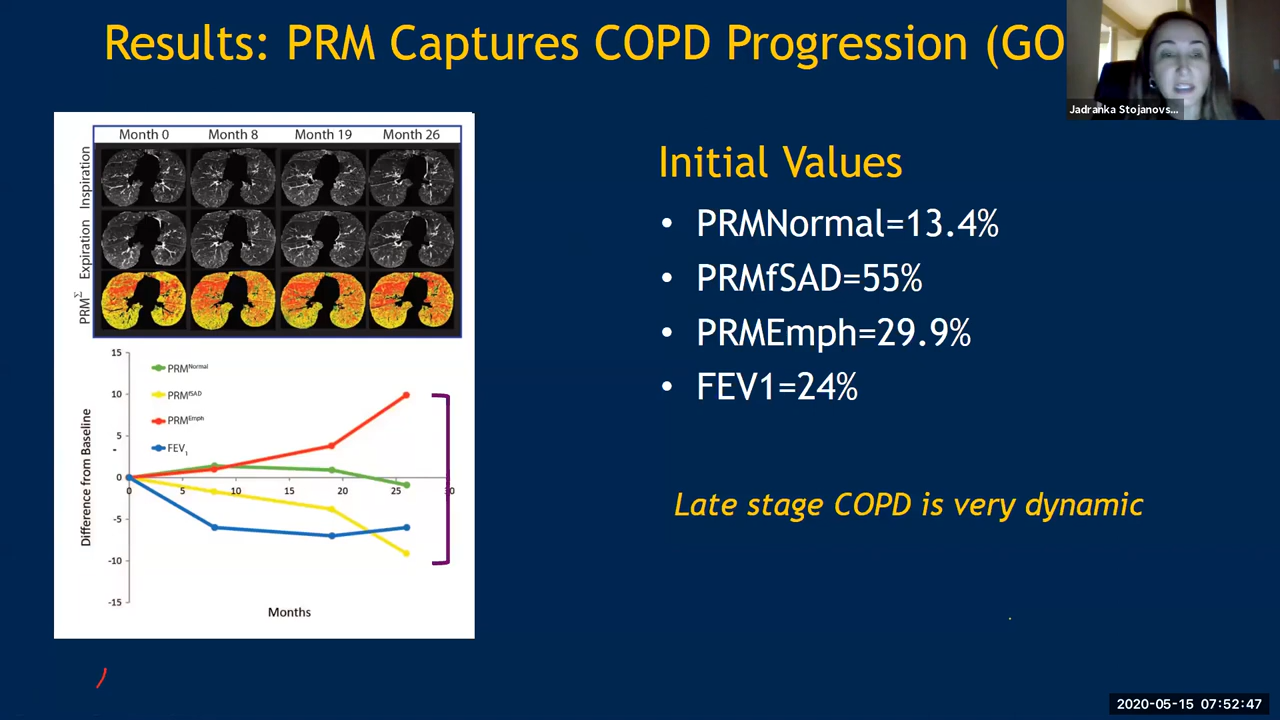 Results: PRM Captures COPD Progression (GO
Jadranka Stojanovs...
Month 0 Month 8 Month 19 Month 26
Inspiration
Expiration
PRMΣ
Initial Values
• PRMNormal=13.4%
• PRMfSAD=55%
• PRMEmph=29.9%
• FEV1=24%
Late stage COPD is very dynamic
15
10
5
0
-5
-10
-15
Difference from Baseline
PRMNormal
PRMfSAD
PRMEmph
FEV1
0 5 10 15 20 25 30
Months
2020-05-15 07:52:47